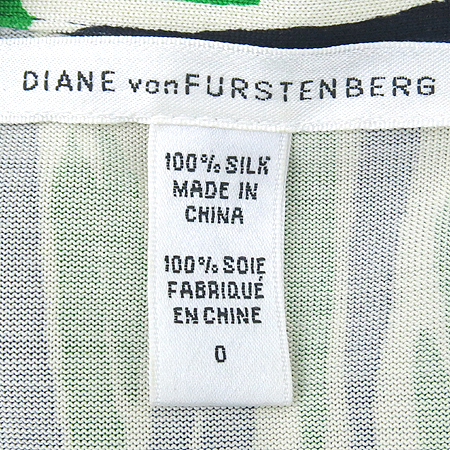 DIANE vonFURSTENBERG
100% SILK
MADE IN
CHINA
100% SOIE
FABRIQUÉ
EN CHINE
0